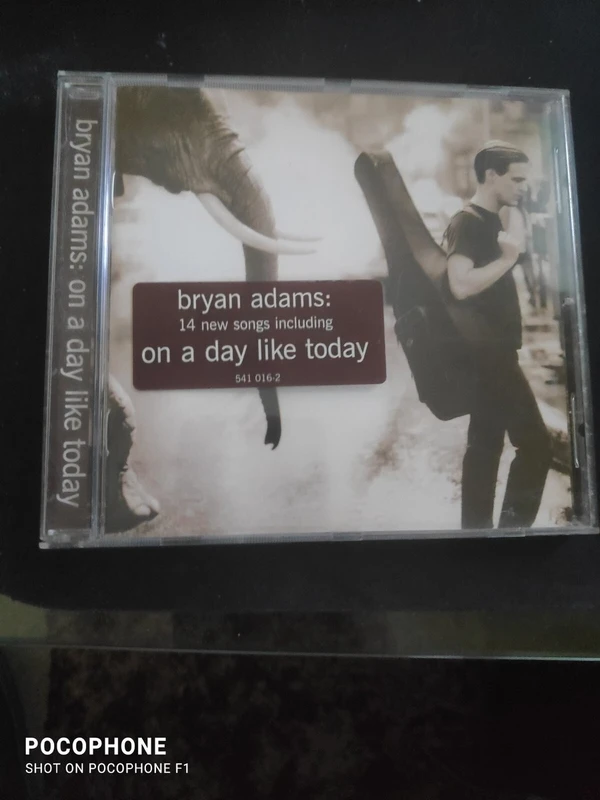 bryan adams: on a day like today
bryan adams:
14 new songs including
on a day like today
541 016-2
POCOPHONE
SHOT ON POCOPHONE F1